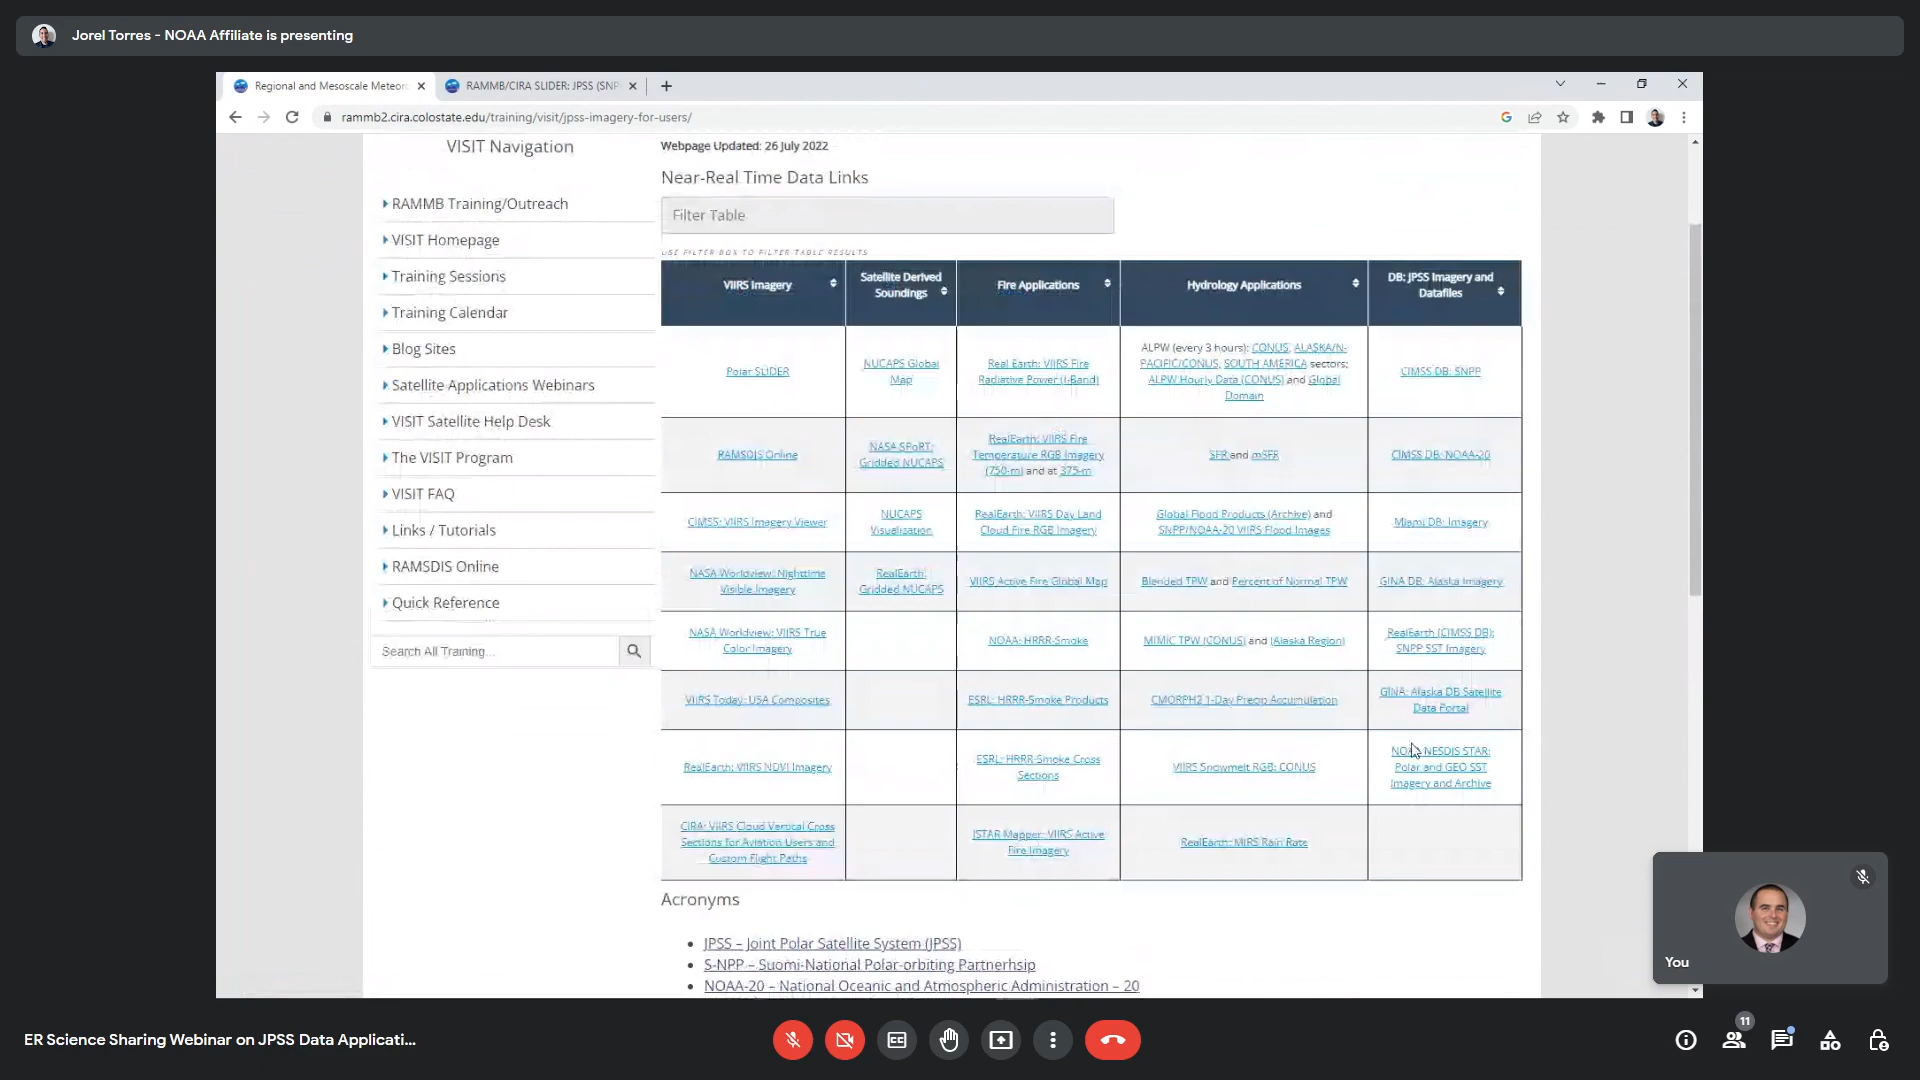 Jorel Torres - NOAA Affiliate is presenting
Regional and Mesoscale Meteor
RAMMB/CIRA SLIDER: JPSS (SNP
rammb2.cira.colostate.edu/training/visit/jpss-imagery-for-users/
VISIT Navigation
RAMMB Training/Outreach
VISIT Homepage
Training Sessions
Training Calendar
Blog Sites
Satellite Applications Webinars
VISIT Satellite Help Desk
The VISIT Program
VISIT FAQ
Links / Tutorials
RAMSDIS Online
Quick Reference
Search All Training...
Webpage Updated: 26 July 2022
Near-Real Time Data Links
Filter Table
USE FILTER BOX TO FILTER TABLE RESULTS
VIIRS Imagery
Satellite Derived
Soundings
Fire Applications
Hydrology Applications
DB: JPSS Imagery and
Datafiles
Polar SLIDER
NUCAPS Global
Map
Real Earth: VIIRS Fire
Radiative Power (I-Band)
ALPW (every 3 hours): CONUS, ALASKA/N-
PACIFIC/CONUS, SOUTH AMERICA sectors;
ALPW Hourly Data (CONUS) and Global
Domain
CIMSS DB: SNPP
RAMSDIS Online
NASA SPoRT:
Gridded NUCAPS
RealEarth: VIIRS Fire
Temperature RGB Imagery
(750-m) and at 375-m
SFR and mSFR
CIMSS DB: NOAA-20
CIMSS: VIIRS Imagery Viewer
NUCAPS
Visualization
RealEarth: VIIRS Day Land
Cloud Fire RGB Imagery
Global Flood Products (Archive) and
SNPP/NOAA-20 VIIRS Flood Images
Miami DB: Imagery
NASA Worldview: Nighttime
Visible Imagery
RealEarth:
Gridded NUCAPS
VIIRS Active Fire Global Map
Blended TPW and Percent of Normal TPW
GINA DB: Alaska Imagery
NASA Worldview: VIIRS True
Color Imagery
NOAA: HRRR-Smoke
MIMIC TPW (CONUS) and (Alaska Region)
RealEarth (CIMSS DB):
SNPP SST Imagery
VIIRS Today: USA Composites
ESRL: HRRR-Smoke Products
CMORPH2 1-Day Precip Accumulation
GINA: Alaska DB Satellite
Data Portal
RealEarth: VIIRS NDVI Imagery
ESRL: HRRR-Smoke Cross
Sections
VIIRS Snowmelt RGB: CONUS
NOAA NESDIS STAR:
Polar and GEO SST
Imagery and Archive
CIRA: VIIRS Cloud Vertical Cross
Sections for Aviation Users and
Custom Flight Paths
ISTAR Mapper: VIIRS Active
Fire Imagery
RealEarth: MIRS Rain Rate
Acronyms
JPSS – Joint Polar Satellite System (JPSS)
S-NPP – Suomi-National Polar-orbiting Partnerhsip
NOAA-20 – National Oceanic and Atmospheric Administration – 20
You
ER Science Sharing Webinar on JPSS Data Applicati...
11